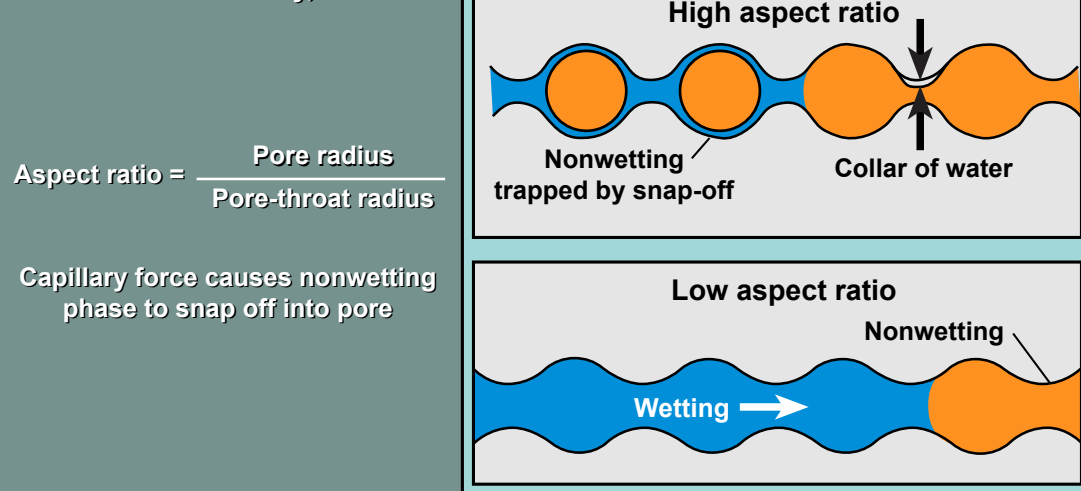 Aspect ratio =
Pore radius
Pore-throat radius
Capillary force causes nonwetting
phase to snap off into pore
High aspect ratio
Nonwetting
trapped by snap-off
Collar of water
Low aspect ratio
Nonwetting
Wetting